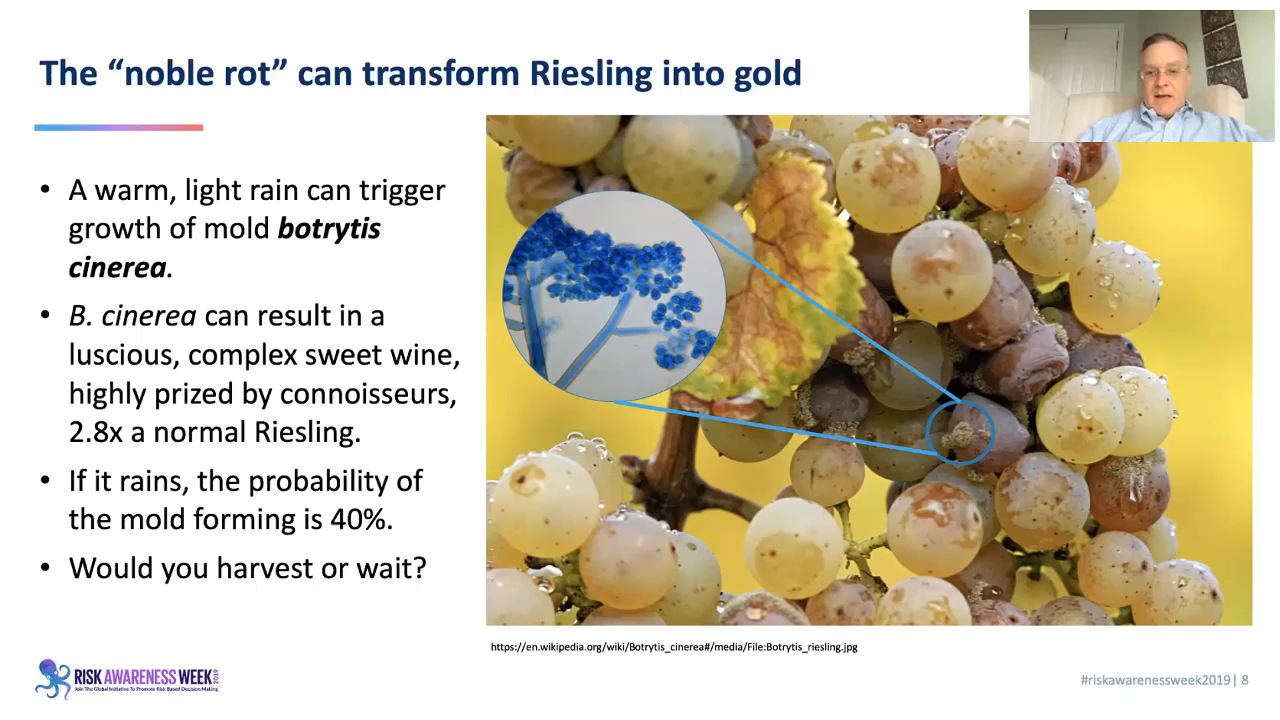 The “noble rot” can transform Riesling into gold
• A warm, light rain can trigger
growth of mold botrytis
cinerea.
• B. cinerea can result in a
luscious, complex sweet wine,
highly prized by connoisseurs,
2.8x a normal Riesling.
• If it rains, the probability of
the mold forming is 40%.
• Would you harvest or wait?
https://en.wikipedia.org/wiki/Botrytis_cinerea#/media/File:Botrytis_riesling.jpg
RISK AWARENESS WEEK 2019
Join The Global Initiative To Promote Risk Based Decision Making
#riskawarenessweek2019 | 8